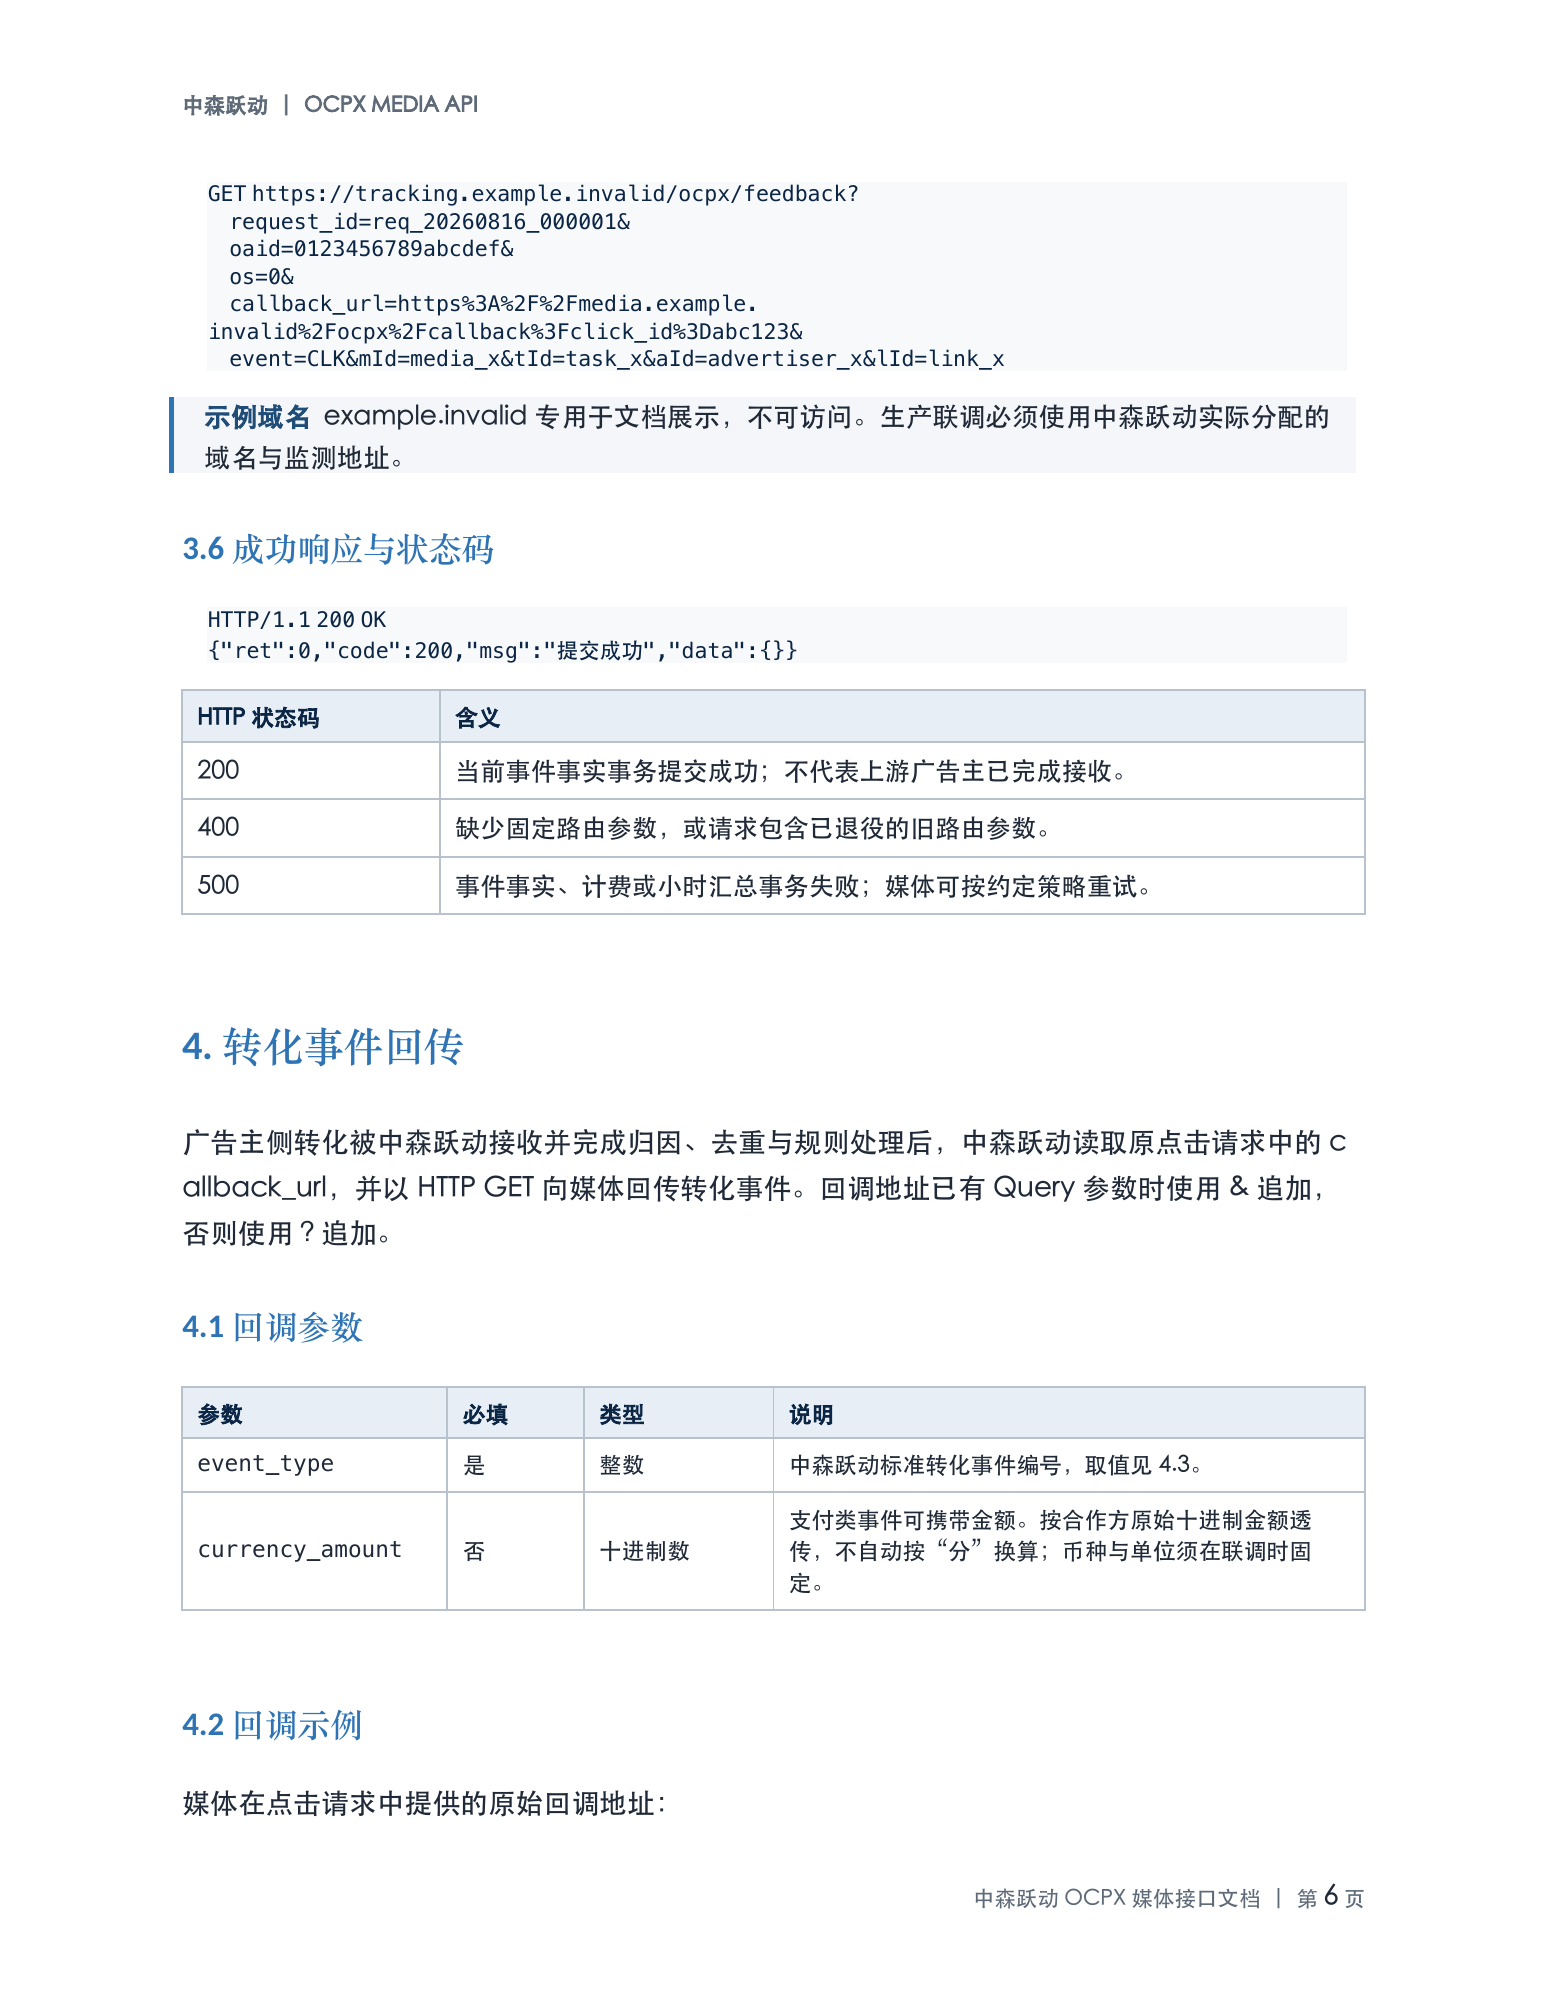 中森跃动 | OCPX MEDIA API
GET https://tracking.example.invalid/ocpx/feedback?
request_id=req_20260816_000001&
oaid=0123456789abcdef&
os=0&
callback_url=https%3A%2F%2Fmedia.example.
invalid%2Focpx%2Fcallback%3Fclick_id%3Dabc123&
event=CLK&mId=media_x&tId=task_x&aId=advertiser_x&lId=link_x
示例域名 example.invalid 专用于文档展示，不可访问。生产联调必须使用中森跃动实际分配的
域名与监测地址。
3.6 成功响应与状态码
HTTP/1.1 200 OK
{"ret":0,"code":200,"msg":"提交成功","data":{}}
HTTP 状态码 含义
200 当前事件事实事务提交成功；不代表上游广告主已完成接收。
400 缺少固定路由参数，或请求包含已退役的旧路由参数。
500 事件事实、计费或小时汇总事务失败；媒体可按约定策略重试。
4. 转化事件回传
广告主侧转化被中森跃动接收并完成归因、去重与规则处理后，中森跃动读取原点击请求中的 c
allback_url，并以 HTTP GET 向媒体回传转化事件。回调地址已有 Query 参数时使用 & 追加，
否则使用 ? 追加。
4.1 回调参数
参数 必填 类型 说明
event_type 是 整数 中森跃动标准转化事件编号，取值见 4.3。
currency_amount 否 十进制数 支付类事件可携带金额。按合作方原始十进制金额透
传，不自动按“分”换算；币种与单位须在联调时固
定。
4.2 回调示例
媒体在点击请求中提供的原始回调地址：
中森跃动 OCPX 媒体接口文档 | 第 6 页